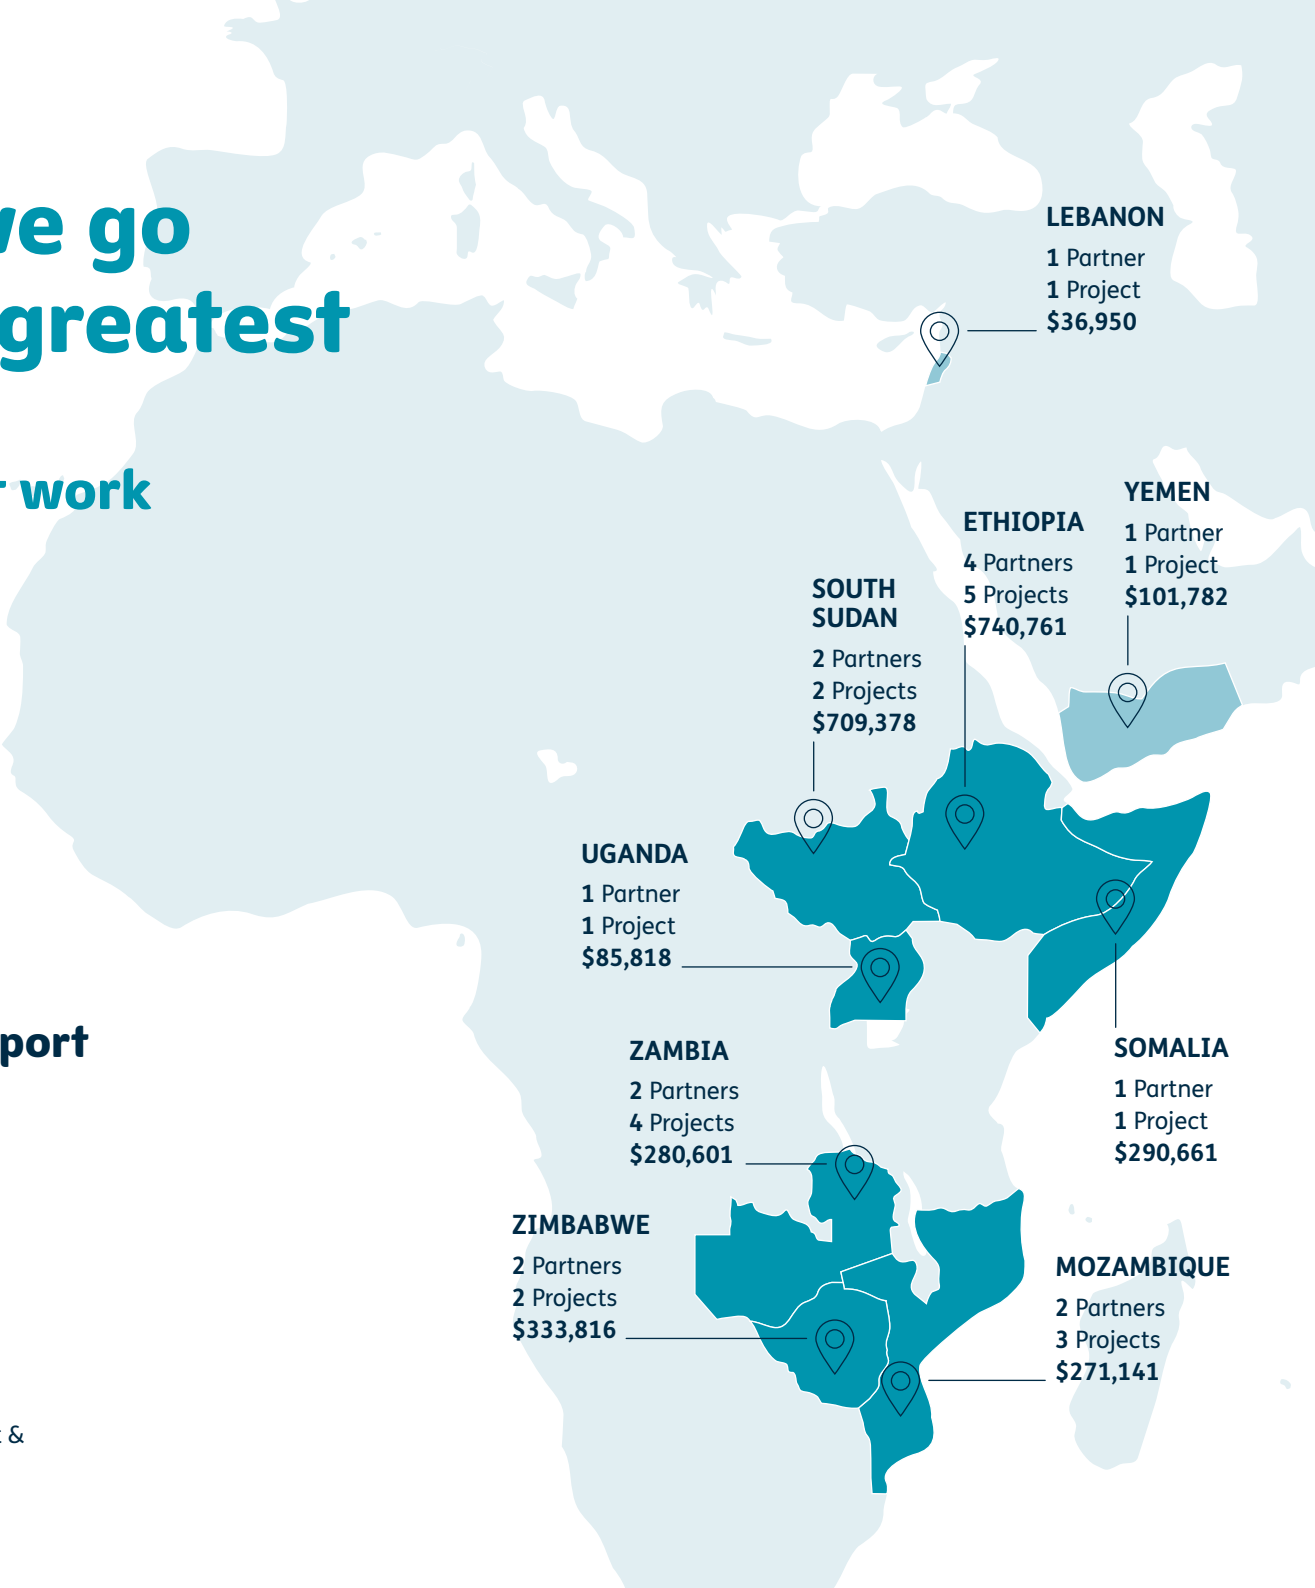 go
greatest
work
LEBANON
1 Partner
1 Project
$36,950
YEMEN
1 Partner
1 Project
$101,782
ETHIOPIA
4 Partners
5 Projects
$740,761
SOUTH
SUDAN
2 Partners
2 Projects
$709,378
UGANDA
1 Partner
1 Project
$85,818
SOMALIA
1 Partner
1 Project
$290,661
port
ZAMBIA
2 Partners
4 Projects
$280,601
ZIMBABWE
2 Partners
2 Projects
$333,816
MOZAMBIQUE
2 Partners
3 Projects
$271,141
&